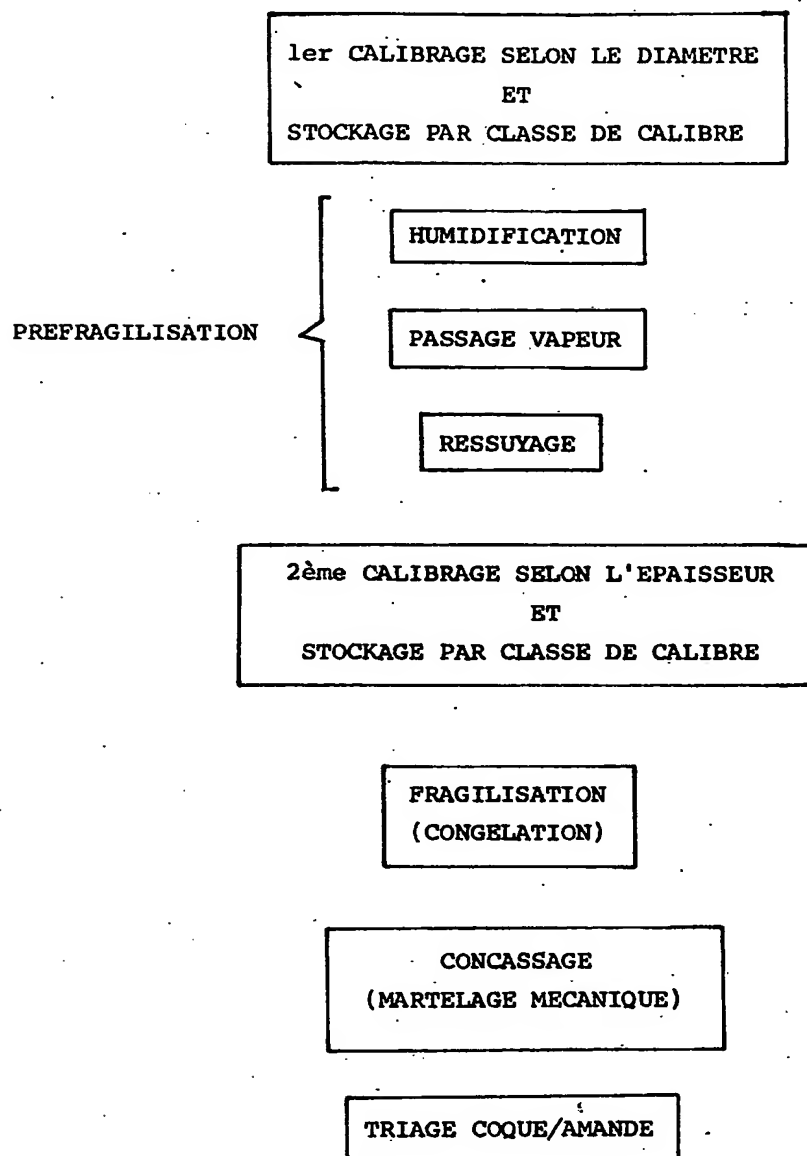 1er CALIBRAGE SELON LE DIAMETRE
ET
STOCKAGE PAR CLASSE DE CALIBRE
HUMIDIFICATION
PREFRAGILISATION
PASSAGE VAPEUR
RESSUYAGE
2ème CALIBRAGE SELON L'EPAISSEUR
ET
STOCKAGE PAR CLASSE DE CALIBRE
FRAGILISATION
(CONGELATION)
CONCASSAGE
(MARTELAGE MECANIQUE)
TRIAGE COQUE/AMANDE